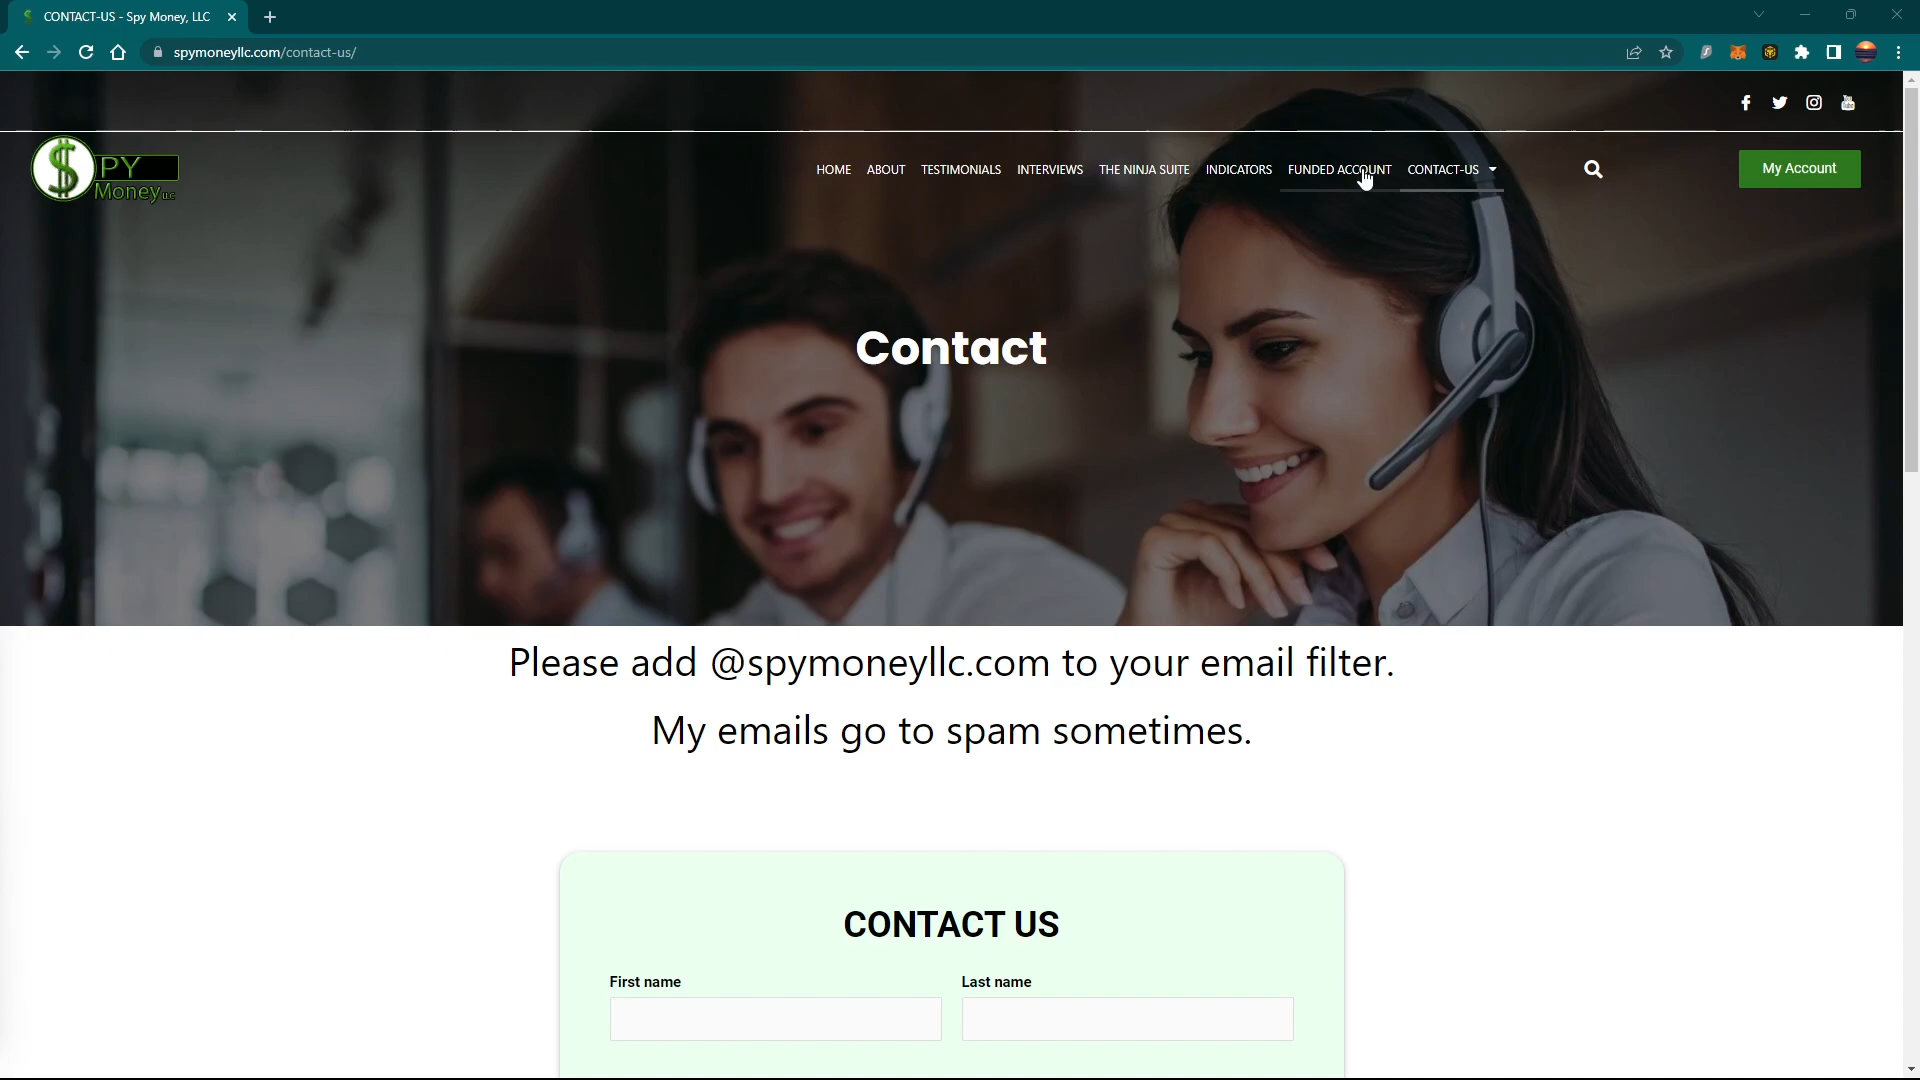 CONTACT-US - Spy Money, LLC
spymoneyllc.com/contact-us/
$PY
Money LLC
HOME ABOUT TESTIMONIALS INTERVIEWS THE NINJA SUITE INDICATORS FUNDED ACCOUNT CONTACT-US
My Account
Contact
Please add @spymoneyllc.com to your email filter.
My emails go to spam sometimes.
CONTACT US
First name Last name